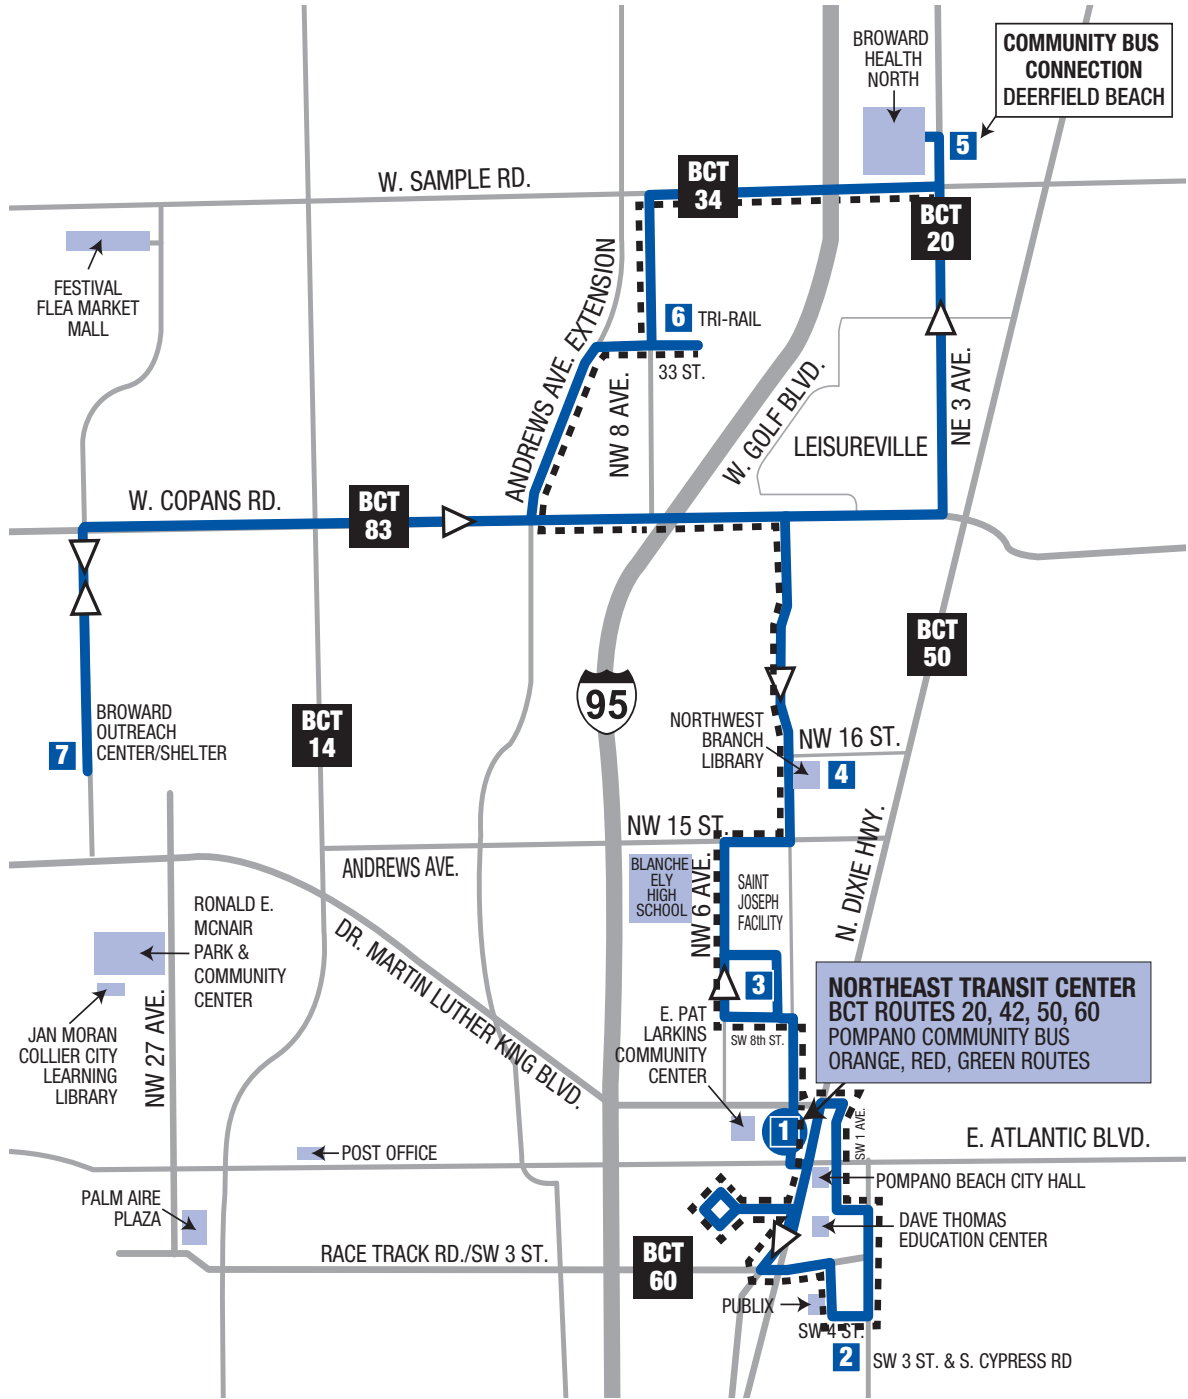 BROWARD
HEALTH
NORTH
COMMUNITY BUS
CONNECTION
DEERFIELD BEACH
5
W. SAMPLE RD.
BCT
34
BCT
20
FESTIVAL
FLEA MARKET
MALL
ANDREWS AVE. EXTENSION
6
TRI-RAIL
33 ST.
NW 8 AVE.
W. GOLF BLVD.
LEISUREVILLE
NE 3 AVE.
W. COPANS RD.
BCT
83
BCT
50
95
BROWARD
OUTREACH
CENTER/SHELTER
7
BCT
14
NORTHWEST
BRANCH
LIBRARY
NW 16 ST.
4
NW 15 ST.
ANDREWS AVE.
BLANCHE
ELY
HIGH
SCHOOL
NW 6 AVE.
SAINT
JOSEPH
FACILITY
N. DIXIE HWY.
RONALD E.
MCNAIR
PARK &
COMMUNITY
CENTER
DR. MARTIN LUTHER KING BLVD.
3
NORTHEAST TRANSIT CENTER
BCT ROUTES 20, 42, 50, 60
POMPANO COMMUNITY BUS
ORANGE, RED, GREEN ROUTES
JAN MORAN
COLLIER CITY
LEARNING
LIBRARY
NW 27 AVE.
E. PAT
LARKINS
COMMUNITY
CENTER
SW 8th ST.
1
SW 1 AVE.
E. ATLANTIC BLVD.
POST OFFICE
POMPANO BEACH CITY HALL
PALM AIRE
PLAZA
DAVE THOMAS
EDUCATION CENTER
RACE TRACK RD./SW 3 ST.
BCT
60
PUBLIX
SW 4 ST.
2
SW 3 ST. & S. CYPRESS RD